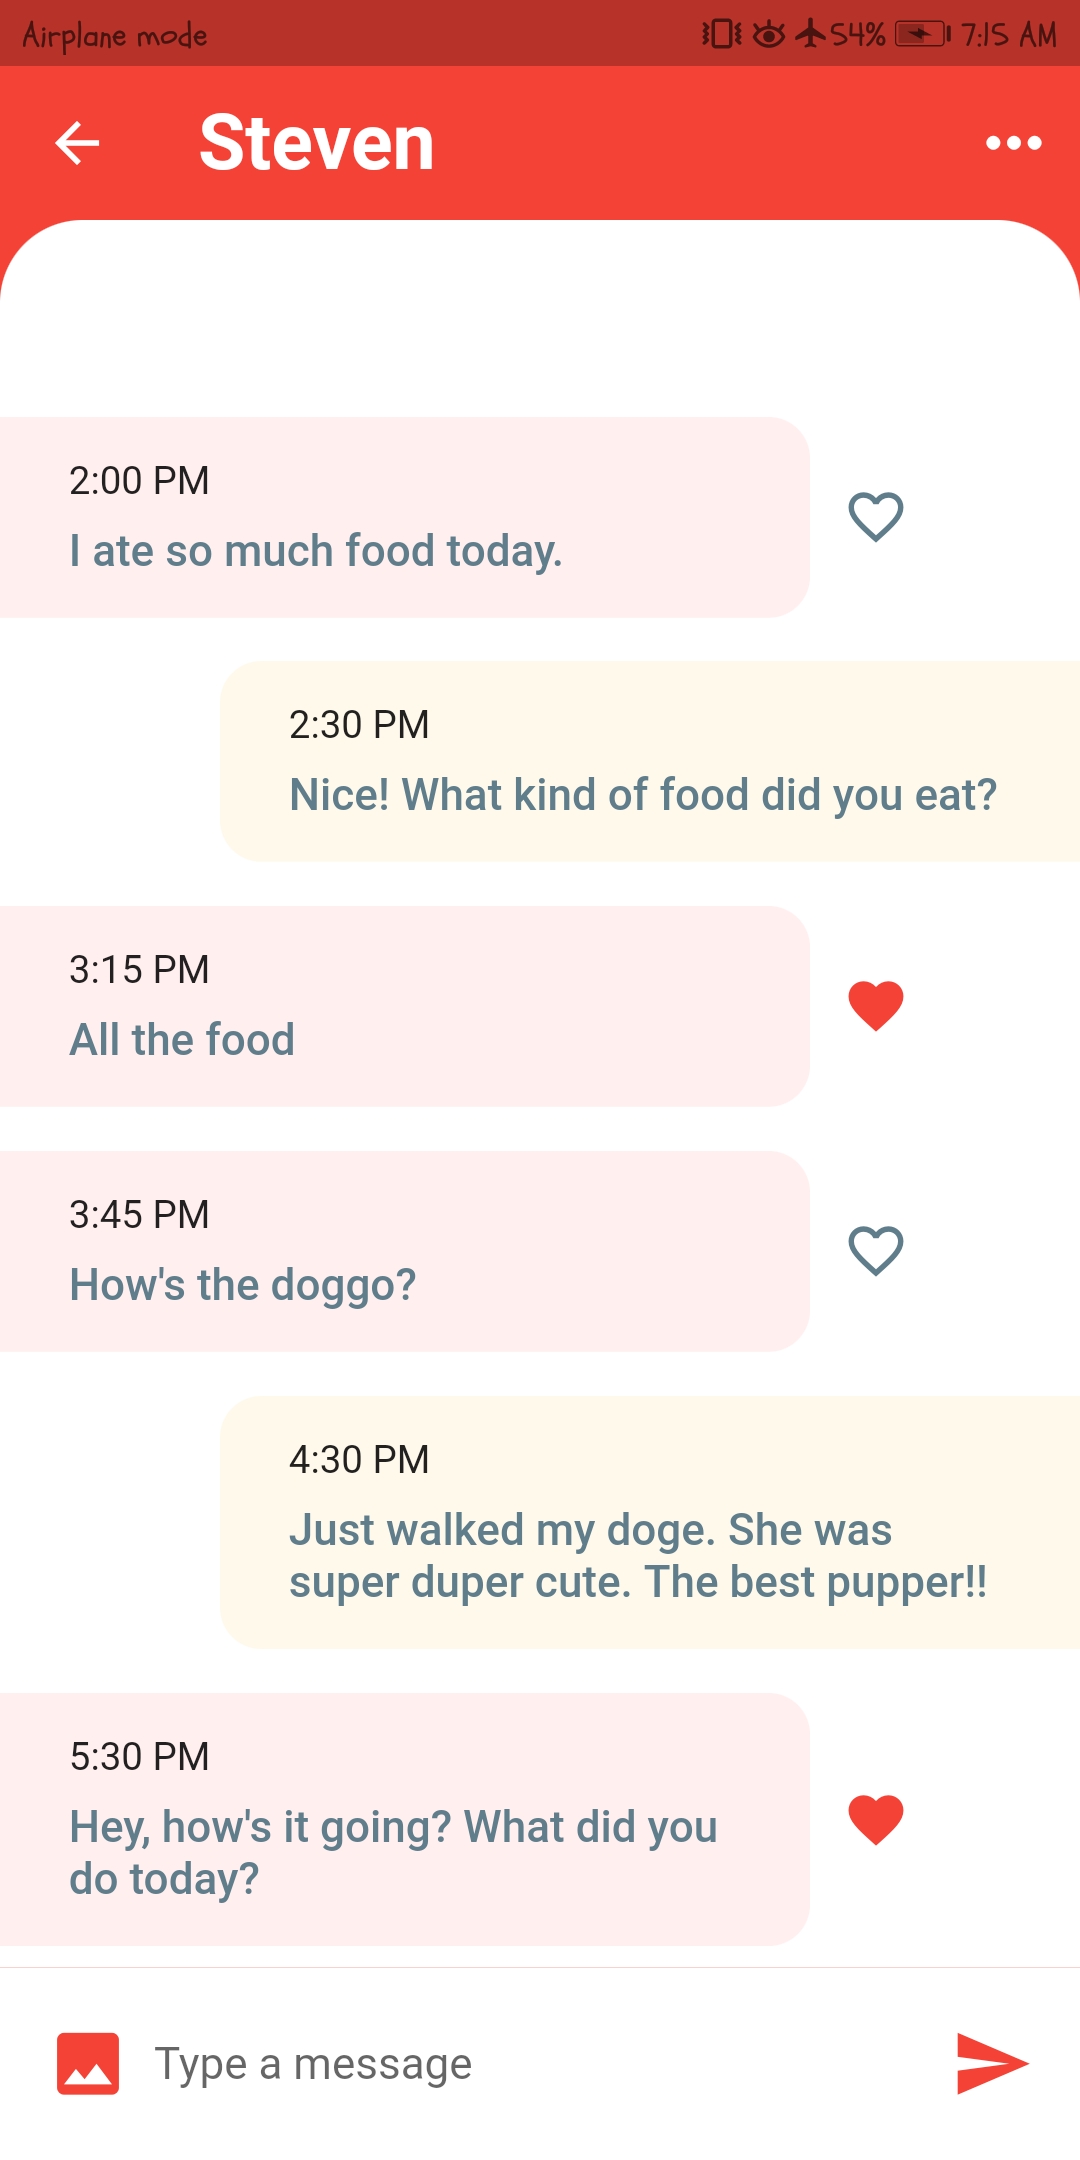 Airplane mode 54% 7:15 AM
Steven
2:00 PM
I ate so much food today.
2:30 PM
Nice! What kind of food did you eat?
3:15 PM
All the food
3:45 PM
How's the doggo?
4:30 PM
Just walked my doge. She was
super duper cute. The best pupper!!
5:30 PM
Hey, how's it going? What did you
do today?
Type a message